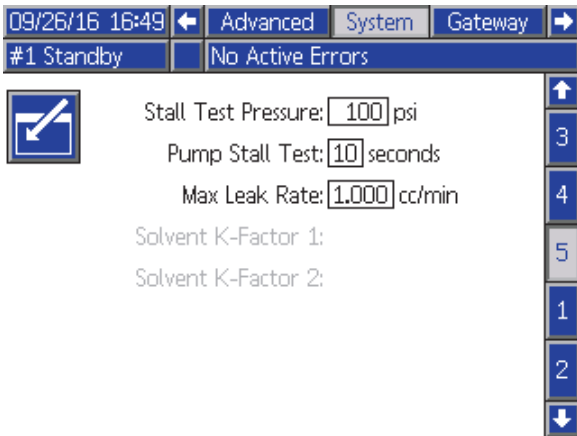 09/26/16 16:49 Advanced System Gateway
#1 Standby No Active Errors
Stall Test Pressure: 100 psi
3
Pump Stall Test: 10 seconds
Max Leak Rate: 1.000 cc/min
4
Solvent K-Factor 1:
5
Solvent K-Factor 2:
1
2